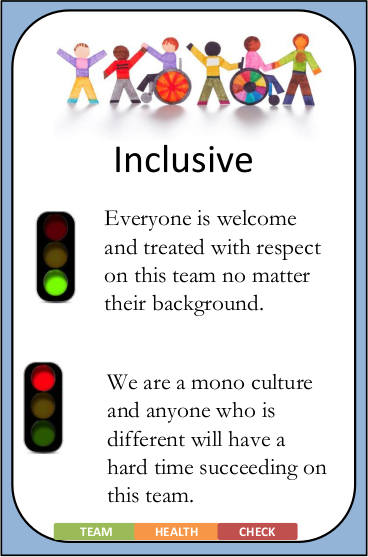 Inclusive
Everyone is welcome
and treated with respect
on this team no matter
their background.
We are a mono culture
and anyone who is
different will have a
hard time succeeding on
this team.
TEAM HEALTH CHECK